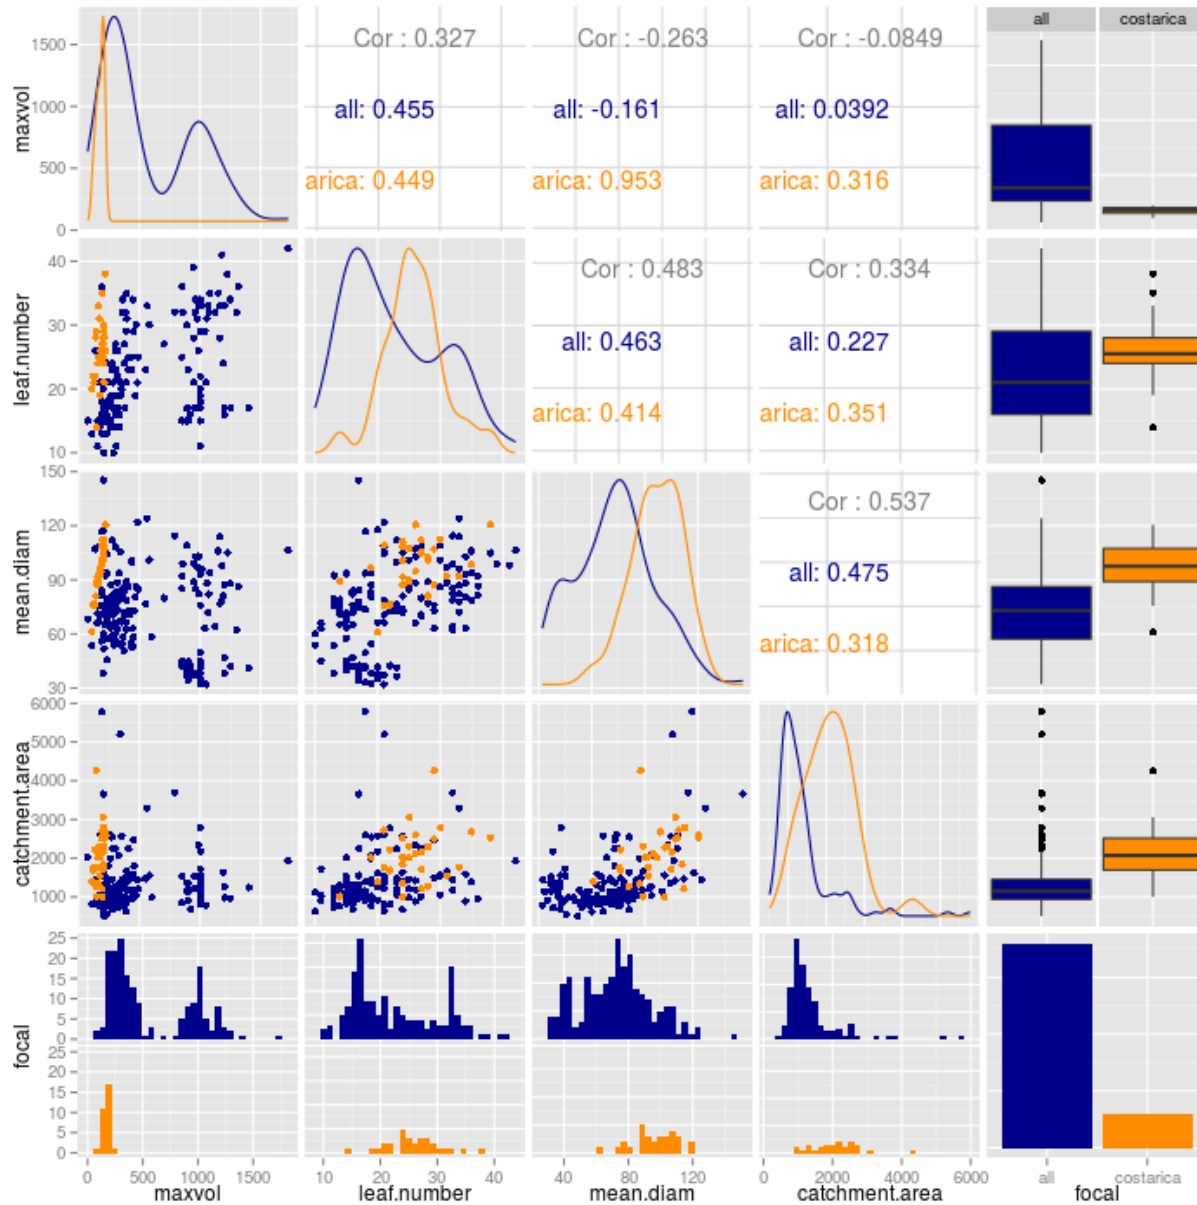 all costarica
1500 Cor : 0.327 Cor : -0.263 Cor : -0.0849
1000 all: 0.455 all: -0.161 all: 0.0392
500 arica: 0.449 arica: 0.953 arica: 0.316
0
maxvol
40 Cor : 0.483 Cor : 0.334
30 all: 0.463 all: 0.227
20 arica: 0.414 arica: 0.351
10
leaf.number
150 Cor : 0.537
120
90 all: 0.475
60 arica: 0.318
30
mean.diam
6000
5000
4000
3000
2000
1000
catchment.area
25
20
15
10
5
0
25
20
15
10
5
0
focal
0 500 1000 1500 10 20 30 40 40 80 120 0 2000 4000 6000 all costarica
maxvol leaf.number mean.diam catchment.area focal